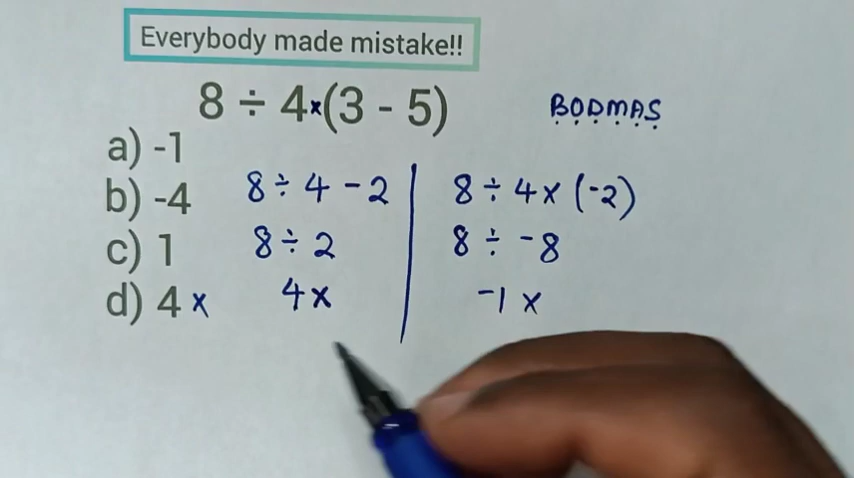 Everybody made mistake!!
8 ÷ 4×(3 - 5)
BODMAS
a) -1
b) -4
c) 1
d) 4 ×
8 ÷ 4 - 2
8 ÷ 2
4 ×
8 ÷ 4 × (-2)
8 ÷ -8
-1 ×